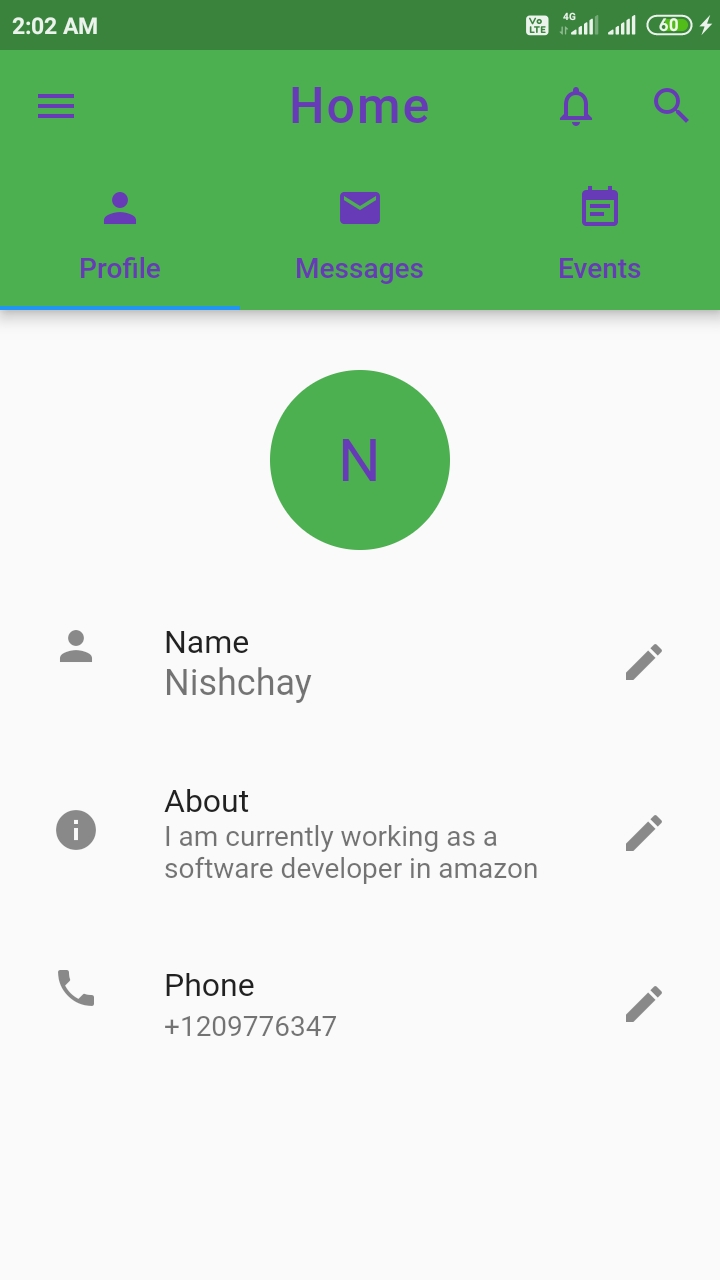 2:02 AM
Vo
LTE
4G
60
Home
Profile
Messages
Events
N
Name
Nishchay
About
I am currently working as a
software developer in amazon
Phone
+1209776347